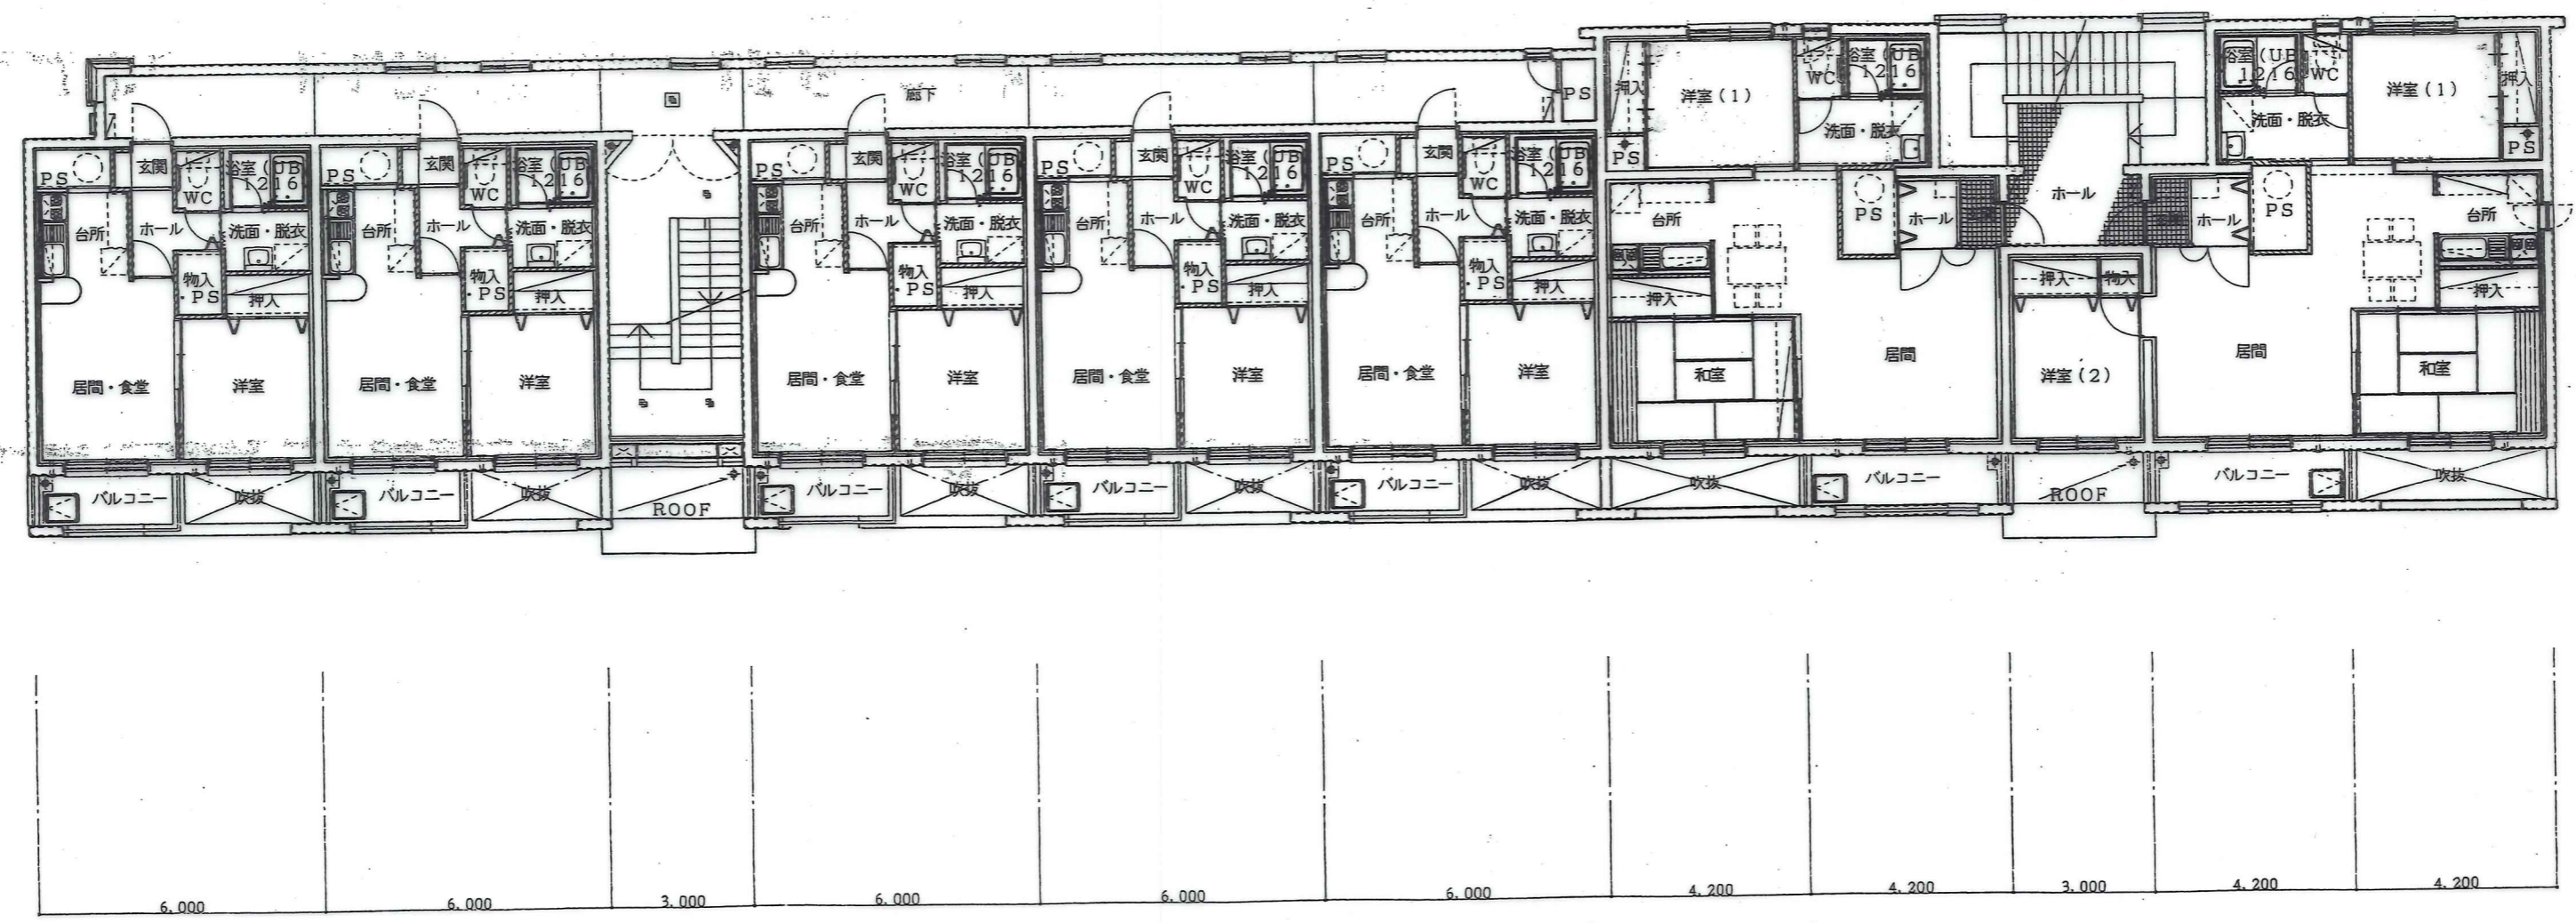 廊下
PS
押入
PS
洋室(1)
WC
浴室(UB
1216
洗面・脱衣
浴室(UB
1216
WC
洗面・脱衣
洋室(1)
押入
PS
PS
玄関
WC
浴室(UB
1216
台所
ホール
洗面・脱衣
物入
・PS
押入
居間・食堂
洋室
バルコニー
吹抜
PS
玄関
WC
浴室(UB
1216
台所
ホール
洗面・脱衣
物入
・PS
押入
居間・食堂
洋室
バルコニー
吹抜
ROOF
PS
玄関
WC
浴室(UB
1216
台所
ホール
洗面・脱衣
物入
・PS
押入
居間・食堂
洋室
バルコニー
吹抜
PS
玄関
WC
浴室(UB
1216
台所
ホール
洗面・脱衣
物入
・PS
押入
居間・食堂
洋室
バルコニー
吹抜
PS
玄関
WC
浴室(UB
1216
台所
ホール
洗面・脱衣
物入
・PS
押入
居間・食堂
洋室
バルコニー
吹抜
台所
PS
ホール
押入
和室
居間
吹抜
バルコニー
ホール
押入
物入
洋室(2)
ROOF
ホール
PS
台所
押入
居間
和室
バルコニー
吹抜
6,000
6,000
3,000
6,000
6,000
6,000
4,200
4,200
3,000
4,200
4,200